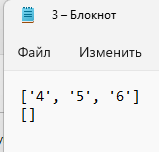 3 – Блокнот
Файл Изменить
['4', '5', '6']
[]